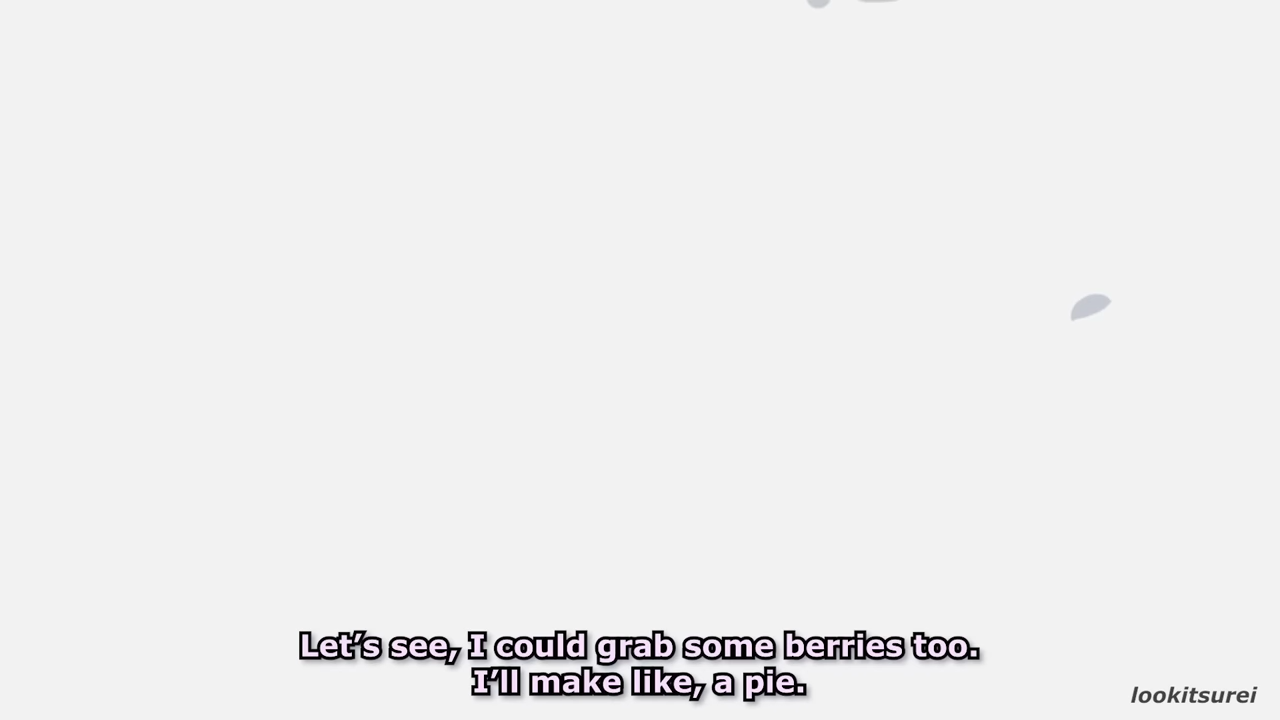 Let’s see, I could grab some berries too.
I’ll make like, a pie.
lookitsurei